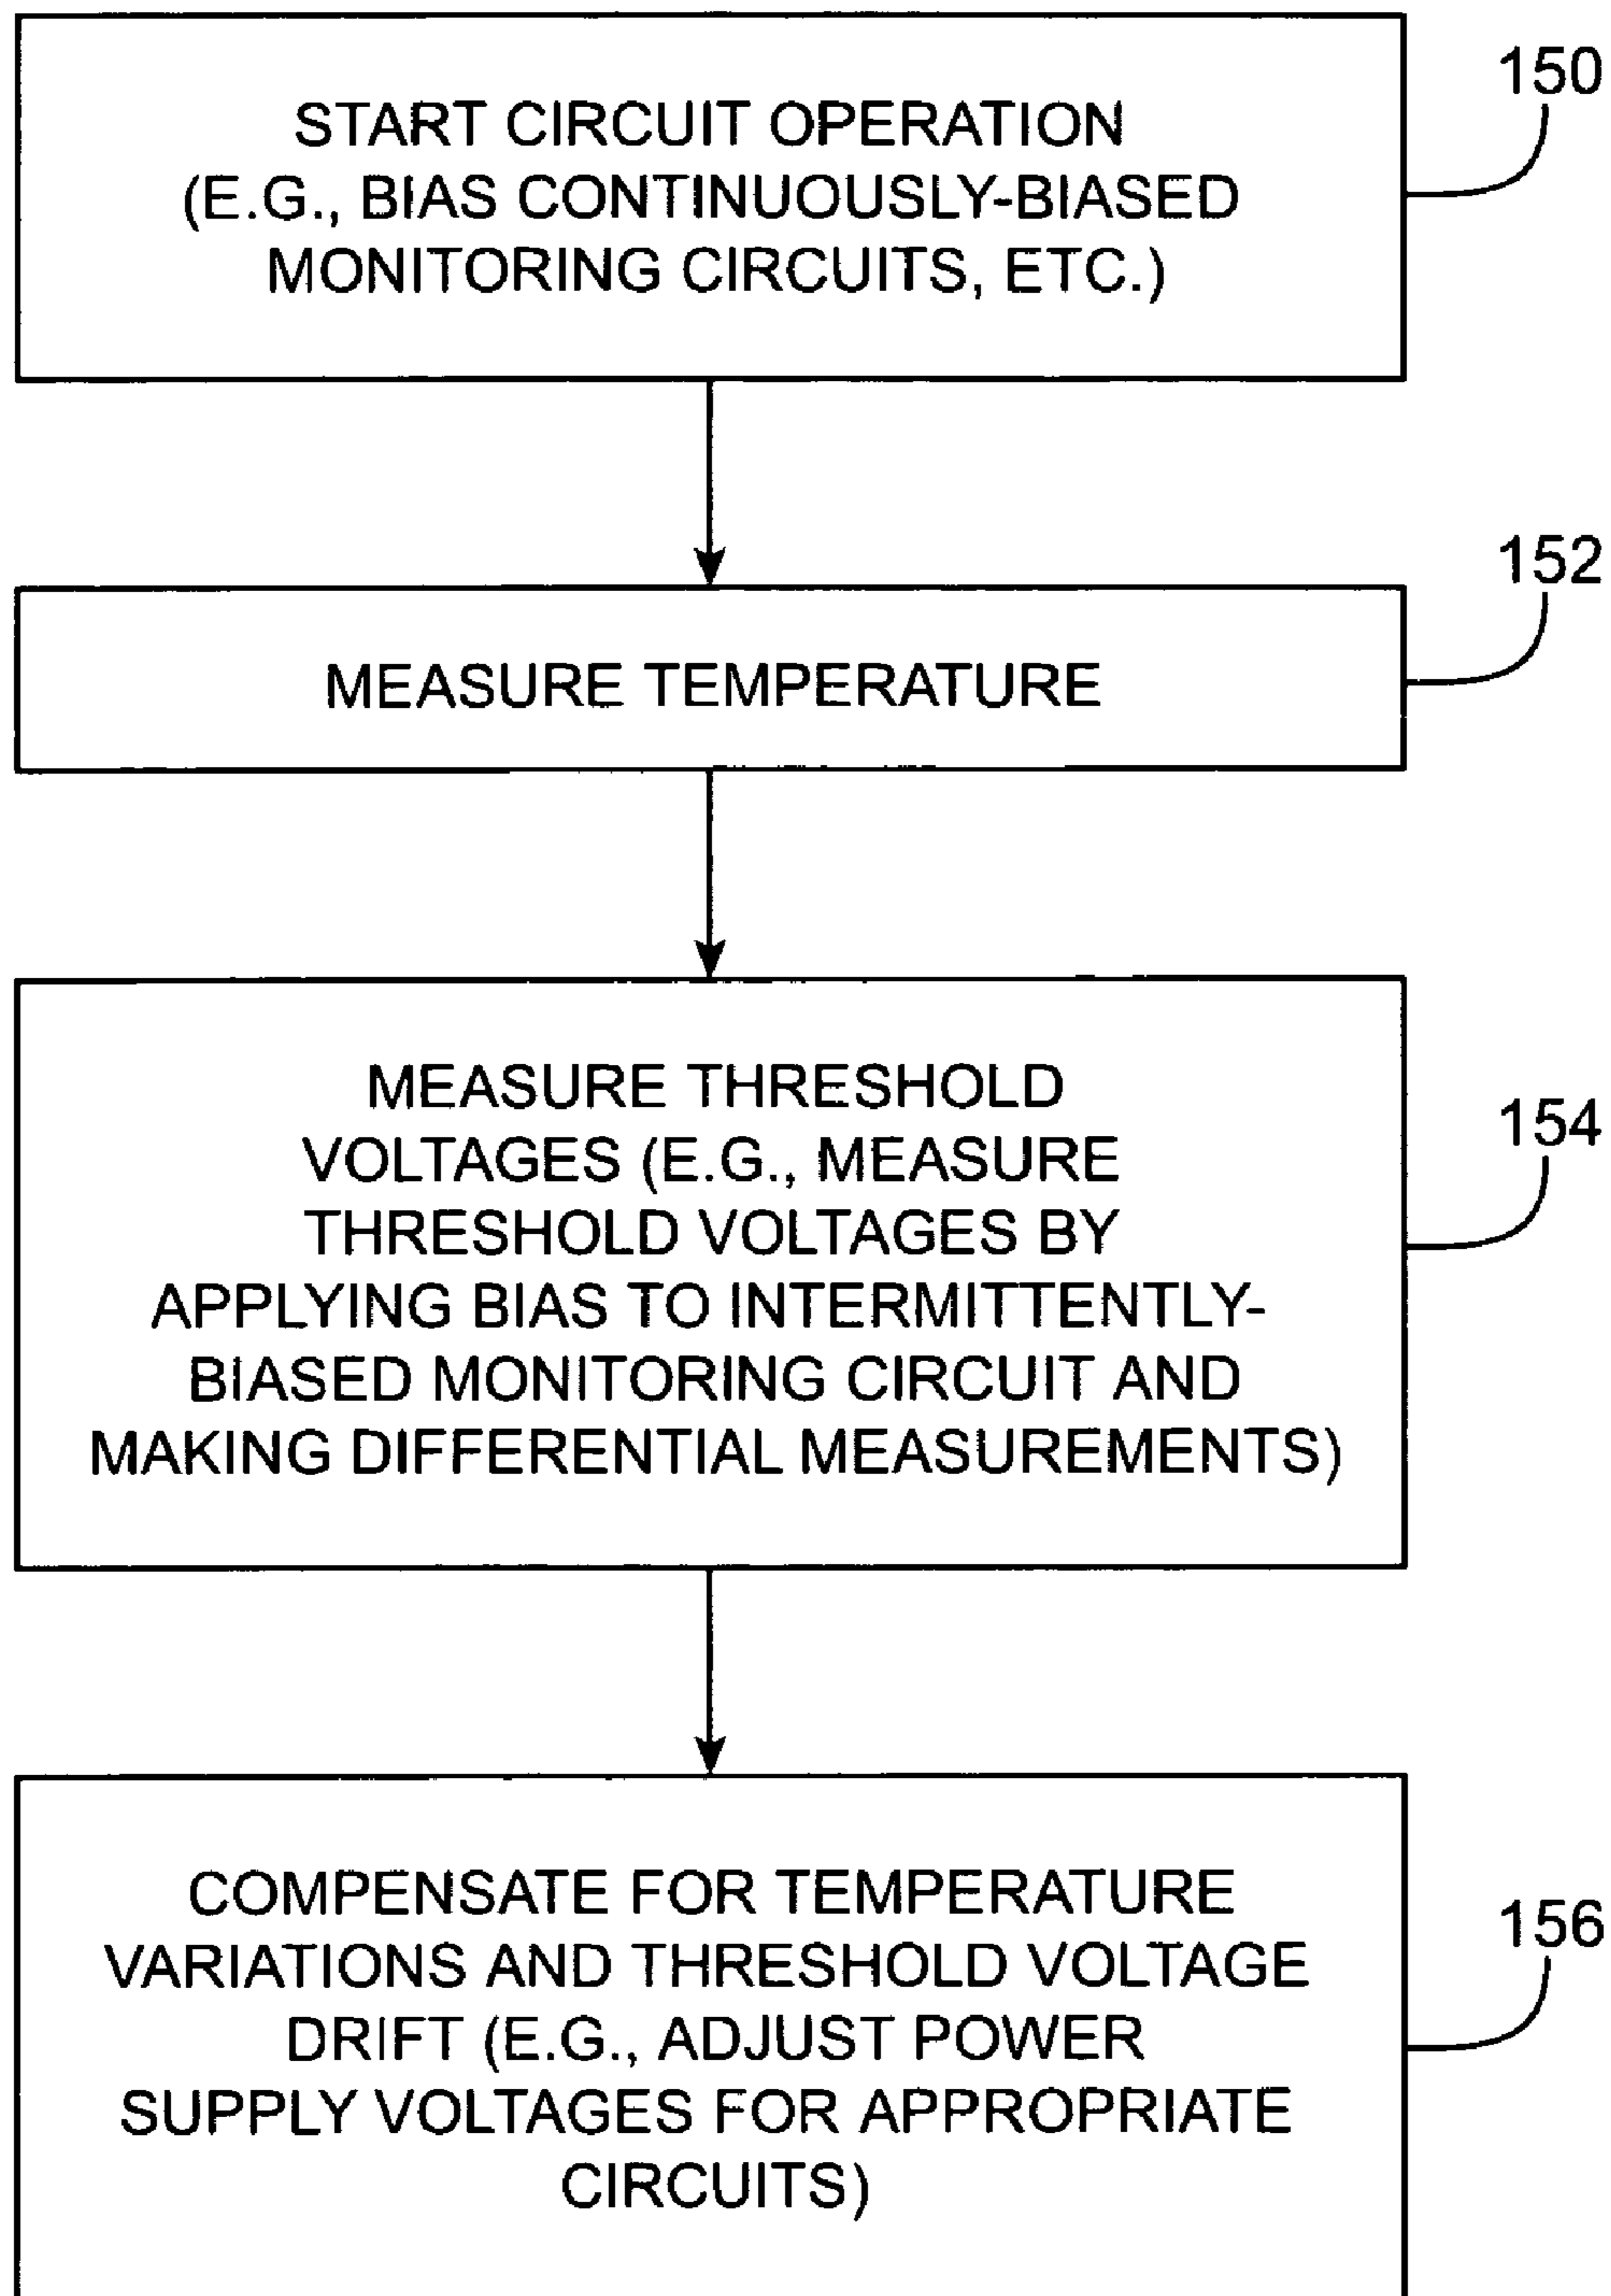 START CIRCUIT OPERATION
(E.G., BIAS CONTINUOUSLY-BIASED
MONITORING CIRCUITS, ETC.)
150
MEASURE TEMPERATURE
152
MEASURE THRESHOLD
VOLTAGES (E.G., MEASURE
THRESHOLD VOLTAGES BY
APPLYING BIAS TO INTERMITTENTLY-
BIASED MONITORING CIRCUIT AND
MAKING DIFFERENTIAL MEASUREMENTS)
154
COMPENSATE FOR TEMPERATURE
VARIATIONS AND THRESHOLD VOLTAGE
DRIFT (E.G., ADJUST POWER
SUPPLY VOLTAGES FOR APPROPRIATE
CIRCUITS)
156